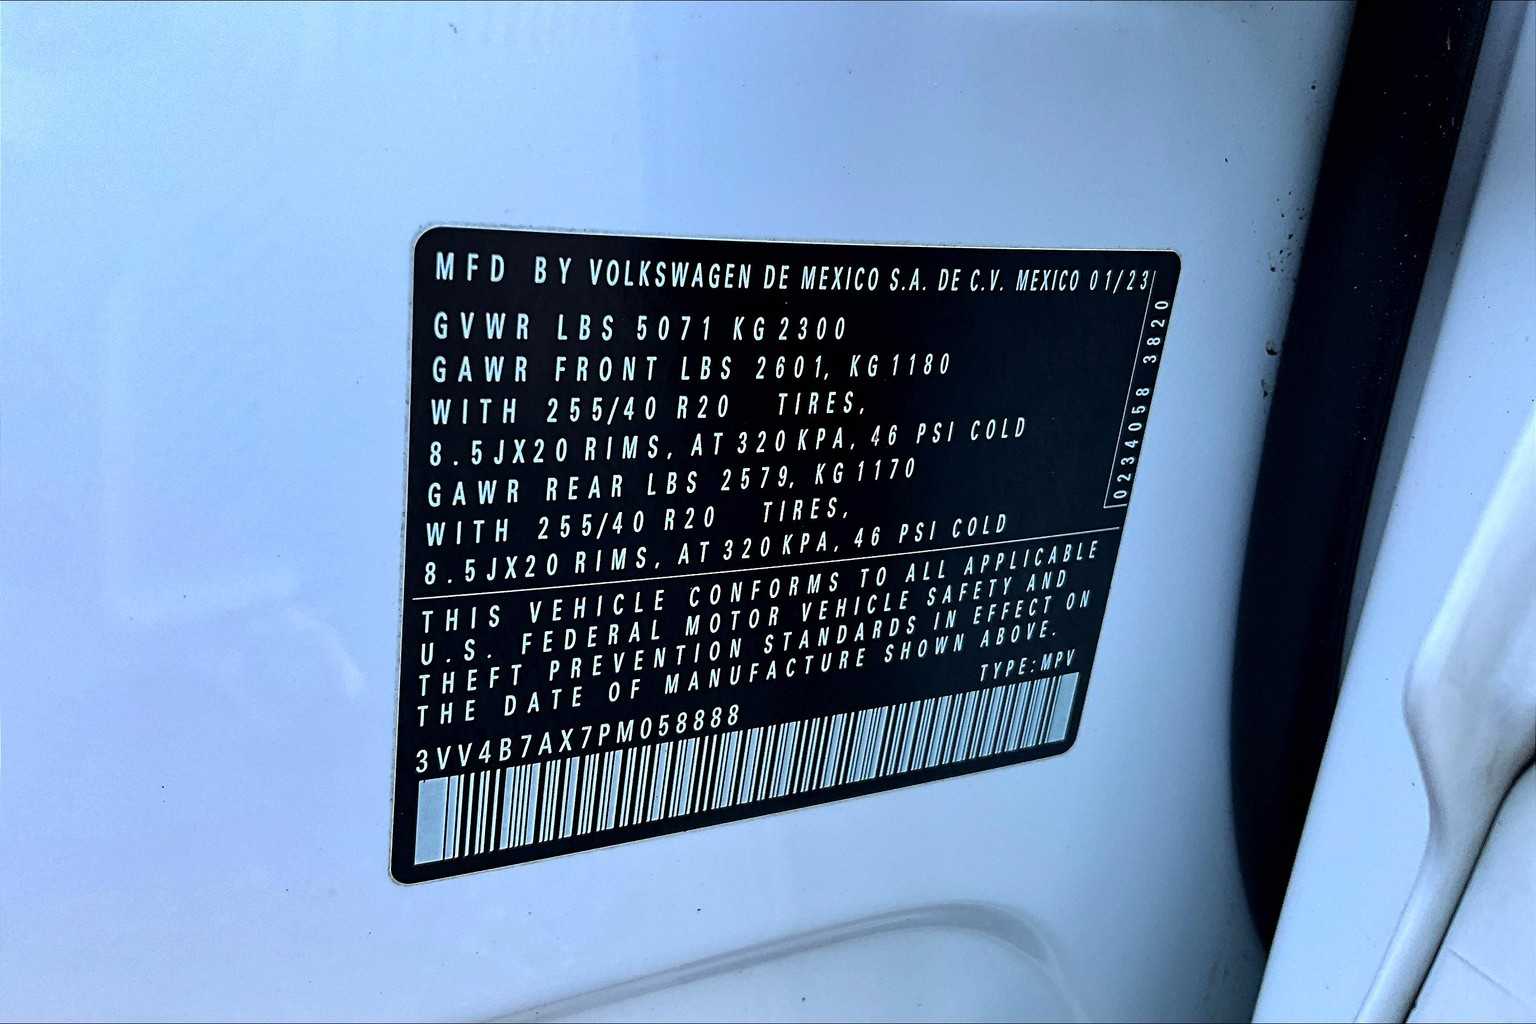 MFD BY VOLKSWAGEN DE MEXICO S.A. DE C.V. MEXICO 01/23
GVWR LBS 5071 KG 2300
GAWR FRONT LBS 2601, KG 1180
WITH 255/40 R20 TIRES,
8.5JX20 RIMS, AT 320 KPA, 46 PSI COLD
GAWR REAR LBS 2579, KG 1170
WITH 255/40 R20 TIRES,
8.5JX20 RIMS, AT 320 KPA, 46 PSI COLD
0234058 3820
THIS VEHICLE CONFORMS TO ALL APPLICABLE
U.S. FEDERAL MOTOR VEHICLE SAFETY AND
THEFT PREVENTION STANDARDS IN EFFECT ON
THE DATE OF MANUFACTURE SHOWN ABOVE.
TYPE:MPV
3VV4B7AX7PM058888